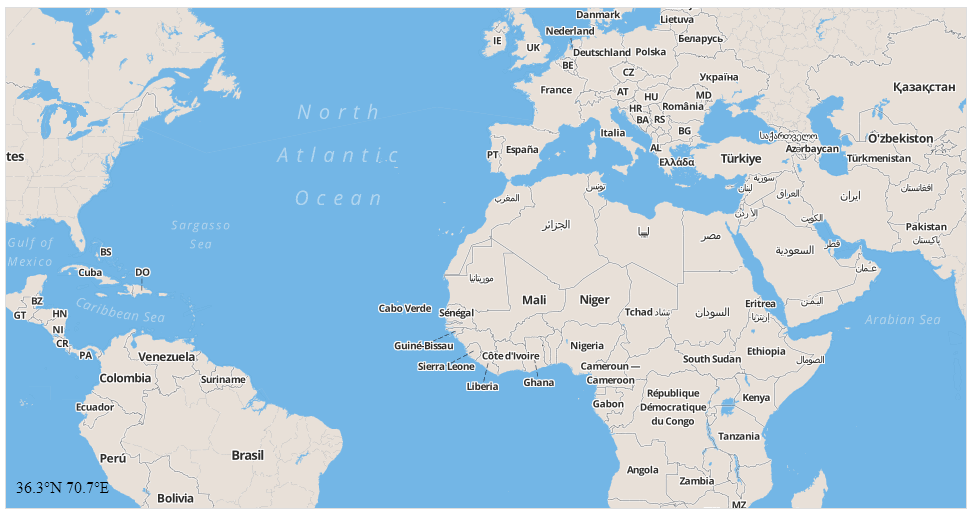 Danmark
Lietuva
Nederland
IE
UK
Беларусь
Deutschland
Polska
BE
CZ
Україна
France
AT
HU
MD
Қазақстан
HR
România
BA
RS
Italia
BG
საქართველო
O'zbekiston
North
Atlantic
Ocean
tes
PT
España
AL
Ελλάδα
Türkiye
Azərbaycan
Türkmenistan
المغرب
تونس
لبنان
سورية
العراق
ایران
افغانستان
Sargasso
Sea
الجزائر
ليبيا
مصر
الأردن
الكويت
Pakistan
پاکستان
Gulf of
Mexico
BS
السعودية
قطر
Cuba
DO
موريتانيا
عمان
BZ
Caribbean Sea
Cabo Verde
Sénégal
Mali
Niger
Tchad تشاد
السودان
Eritrea
إرتريا
اليمن
GT
HN
NI
CR
PA
Arabian Sea
Guiné-Bissau
Côte d'Ivoire
Nigeria
Venezuela
Sierra Leone
Cameroun —
Cameroon
South Sudan
Ethiopia
الصومال
Colombia
Suriname
Liberia
Ghana
Ecuador
Gabon
République
Démocratique
du Congo
Kenya
Tanzania
Perú
Brasil
Angola
Zambia
36.3°N 70.7°E
Bolivia
MZ